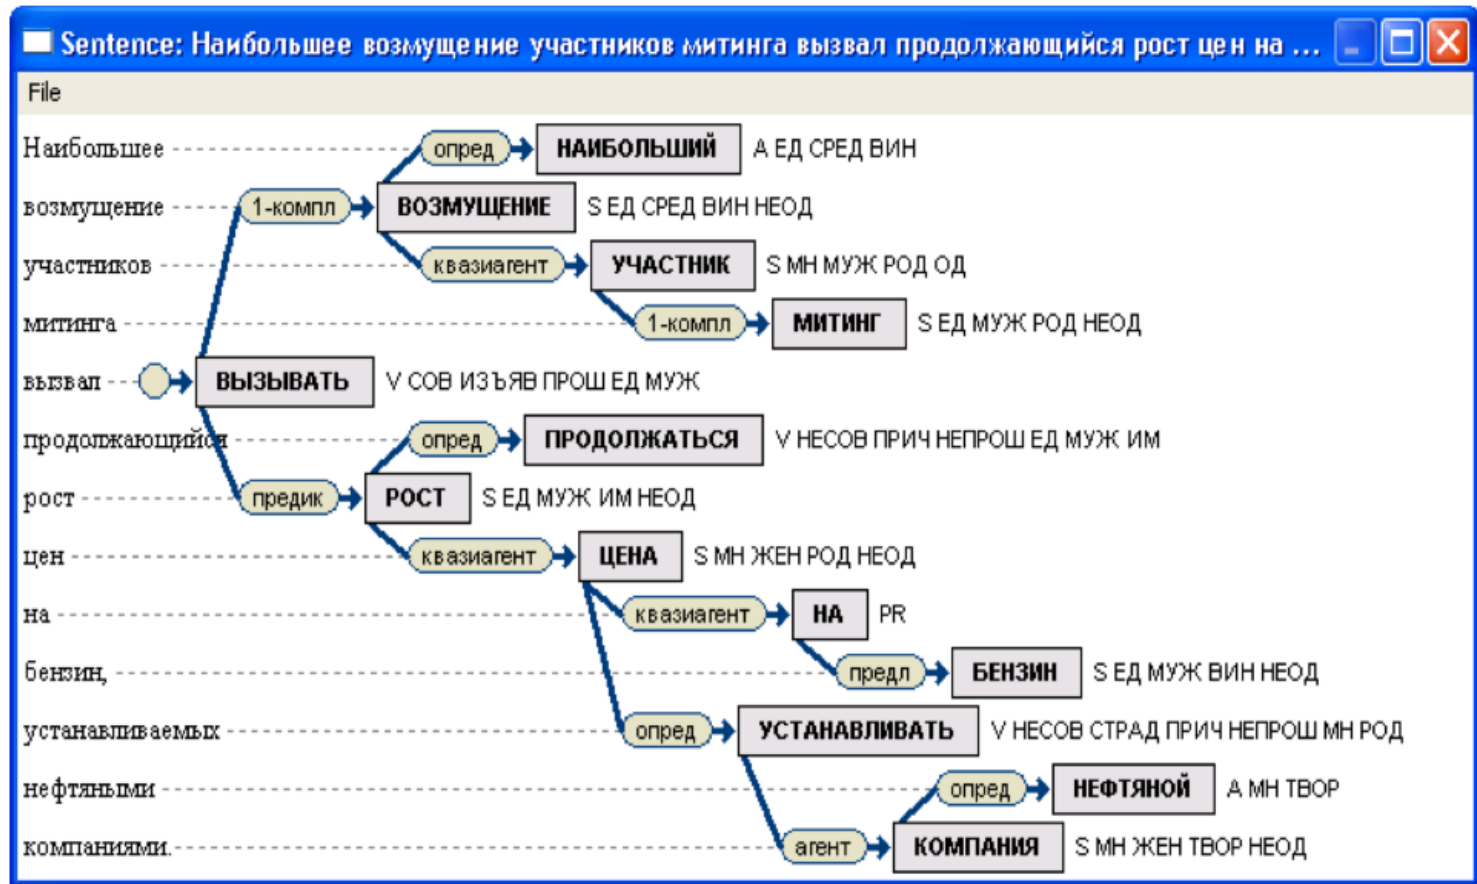 Sentence: Наибольшее возмущение участников митинга вызвал продолжающийся рост цен на ...
File
Наибольшее опред НАИБОЛЬШИЙ А ЕД СРЕД ВИН
возмущение 1-компл ВОЗМУЩЕНИЕ S ЕД СРЕД ВИН НЕОД
участников квазиагент УЧАСТНИК S МН МУЖ РОД ОД
митинга 1-компл МИТИНГ S ЕД МУЖ РОД НЕОД
вызвал ВЫЗЫВАТЬ V СОВ ИЗЪЯВ ПРОШ ЕД МУЖ
продолжающийся опред ПРОДОЛЖАТЬСЯ V НЕСОВ ПРИЧ НЕПРОШ ЕД МУЖ ИМ
рост предик РОСТ S ЕД МУЖ ИМ НЕОД
цен квазиагент ЦЕНА S МН ЖЕН РОД НЕОД
на квазиагент НА PR
бензин, предл БЕНЗИН S ЕД МУЖ ВИН НЕОД
устанавливаемых опред УСТАНАВЛИВАТЬ V НЕСОВ СТРАД ПРИЧ НЕПРОШ МН РОД
нефтяными опред НЕФТЯНОЙ А МН ТВОР
компаниями. агент КОМПАНИЯ S МН ЖЕН ТВОР НЕОД